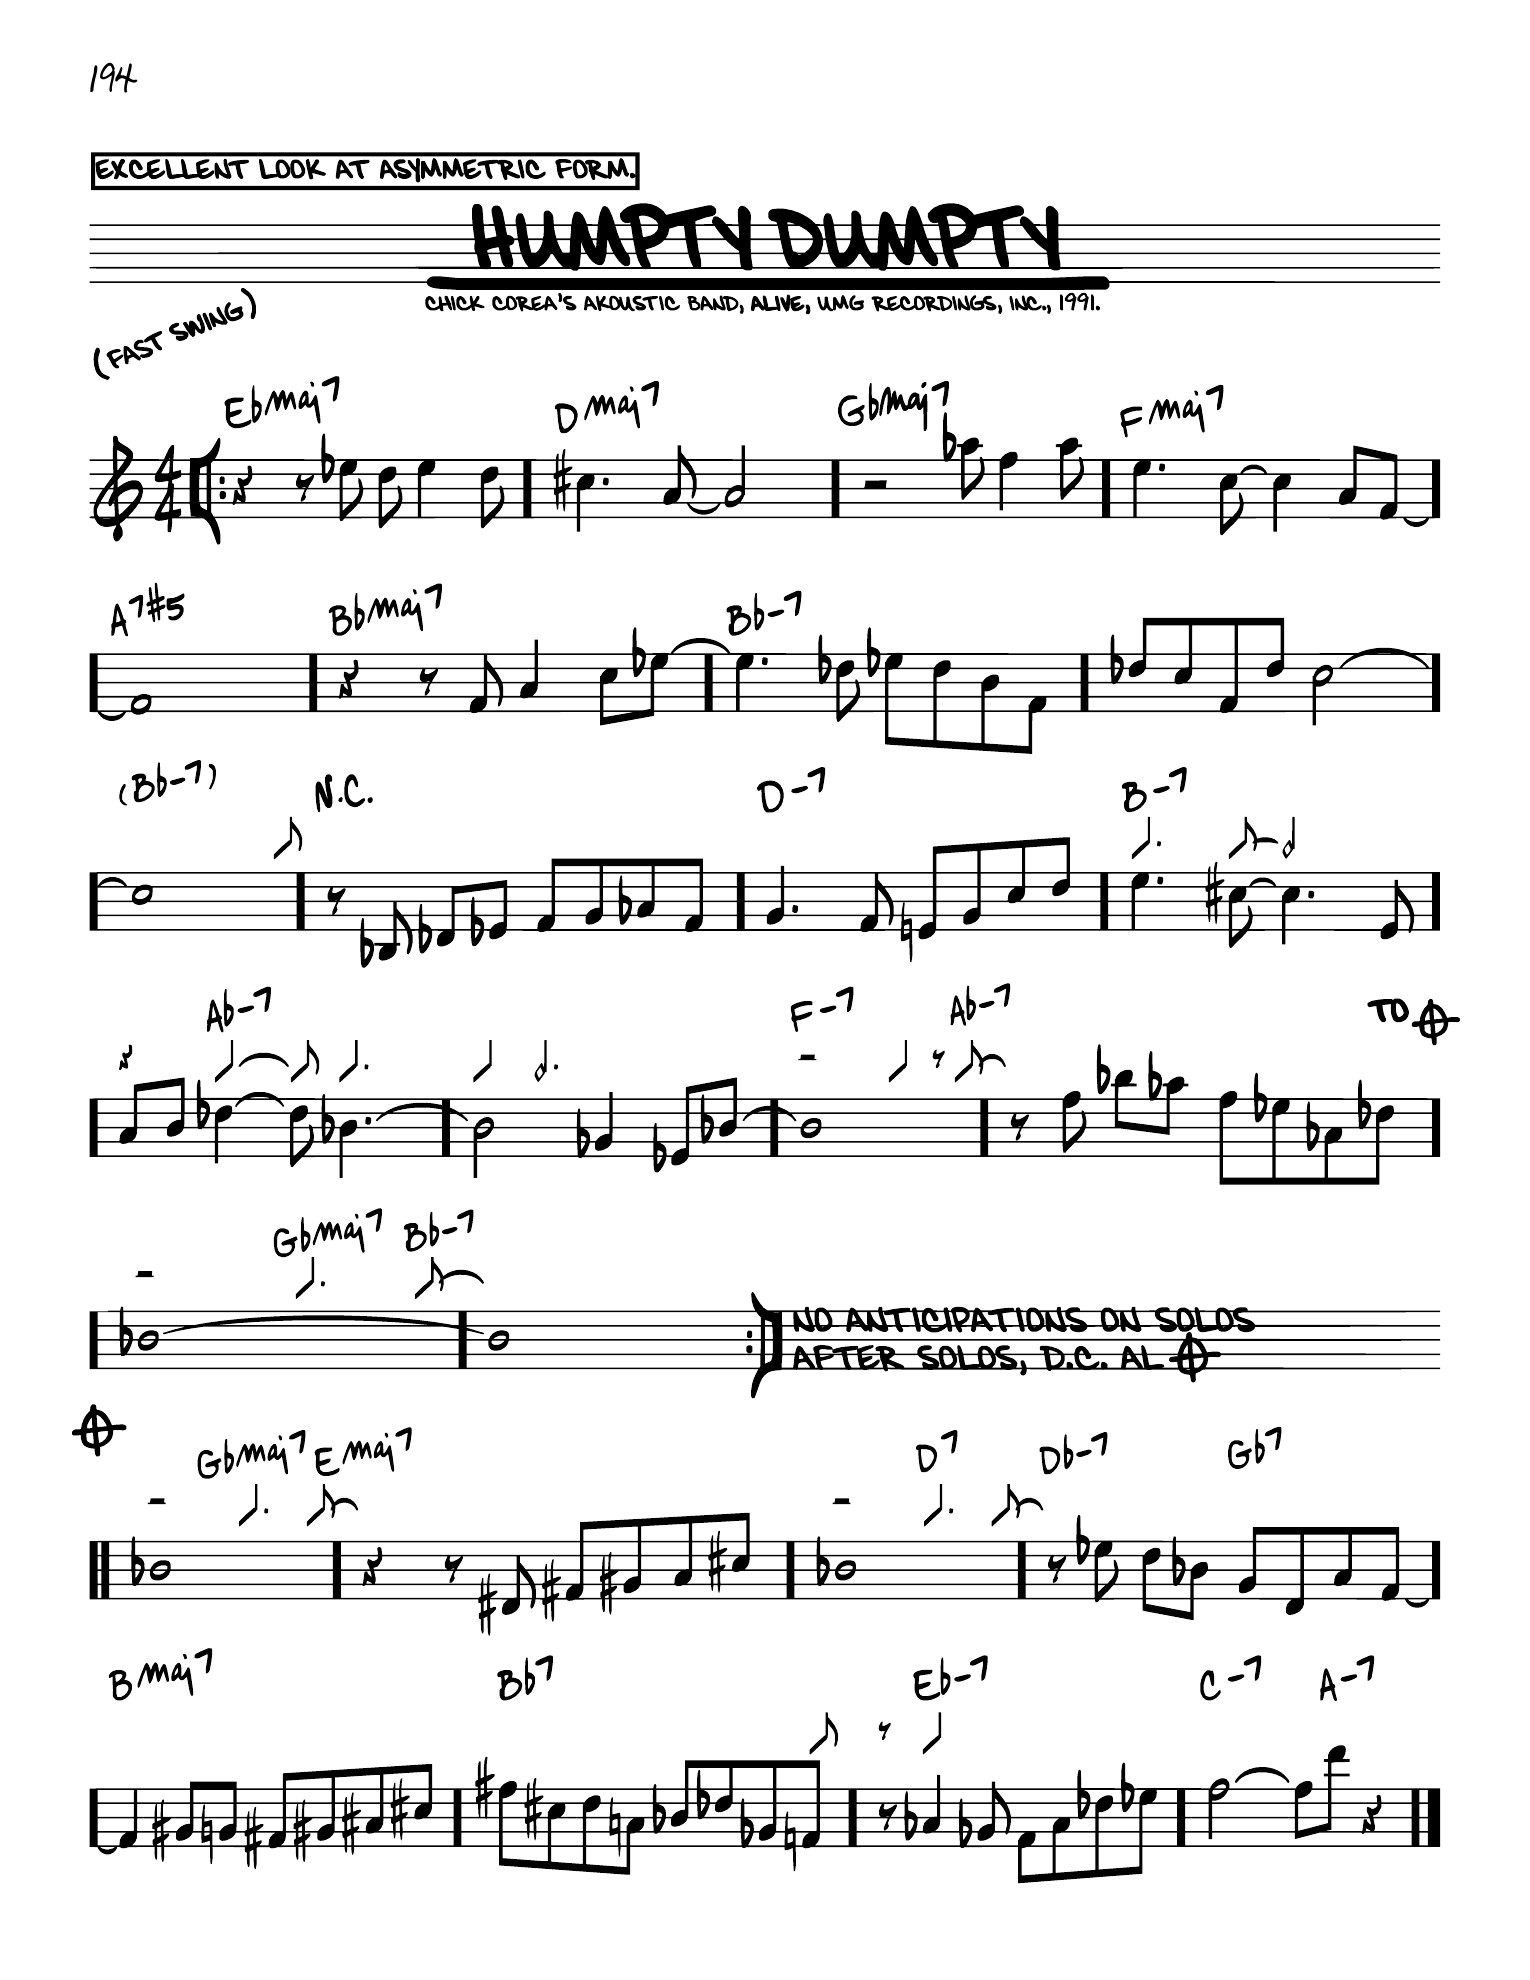 194
EXCELLENT LOOK AT ASYMMETRIC FORM.
HUMPTY DUMPTY
CHICK COREA'S AKOUSTIC BAND, ALIVE, UMG RECORDINGS, INC., 1991.
(FAST SWING)
Ebmaj7 Dmaj7 Gbmaj7 Fmaj7
4
4
A7#5 Bbmaj7 Bb-7
(Bb-7) N.C. D-7 B-7
Ab-7 F-7 Ab-7 TO
Gbmaj7 Bb-7
NO ANTICIPATIONS ON SOLOS
AFTER SOLOS, D.C. AL
Gbmaj7 Emaj7 D7 Db-7 Gb7
Bmaj7 Bb7 Eb-7 C-7 A-7